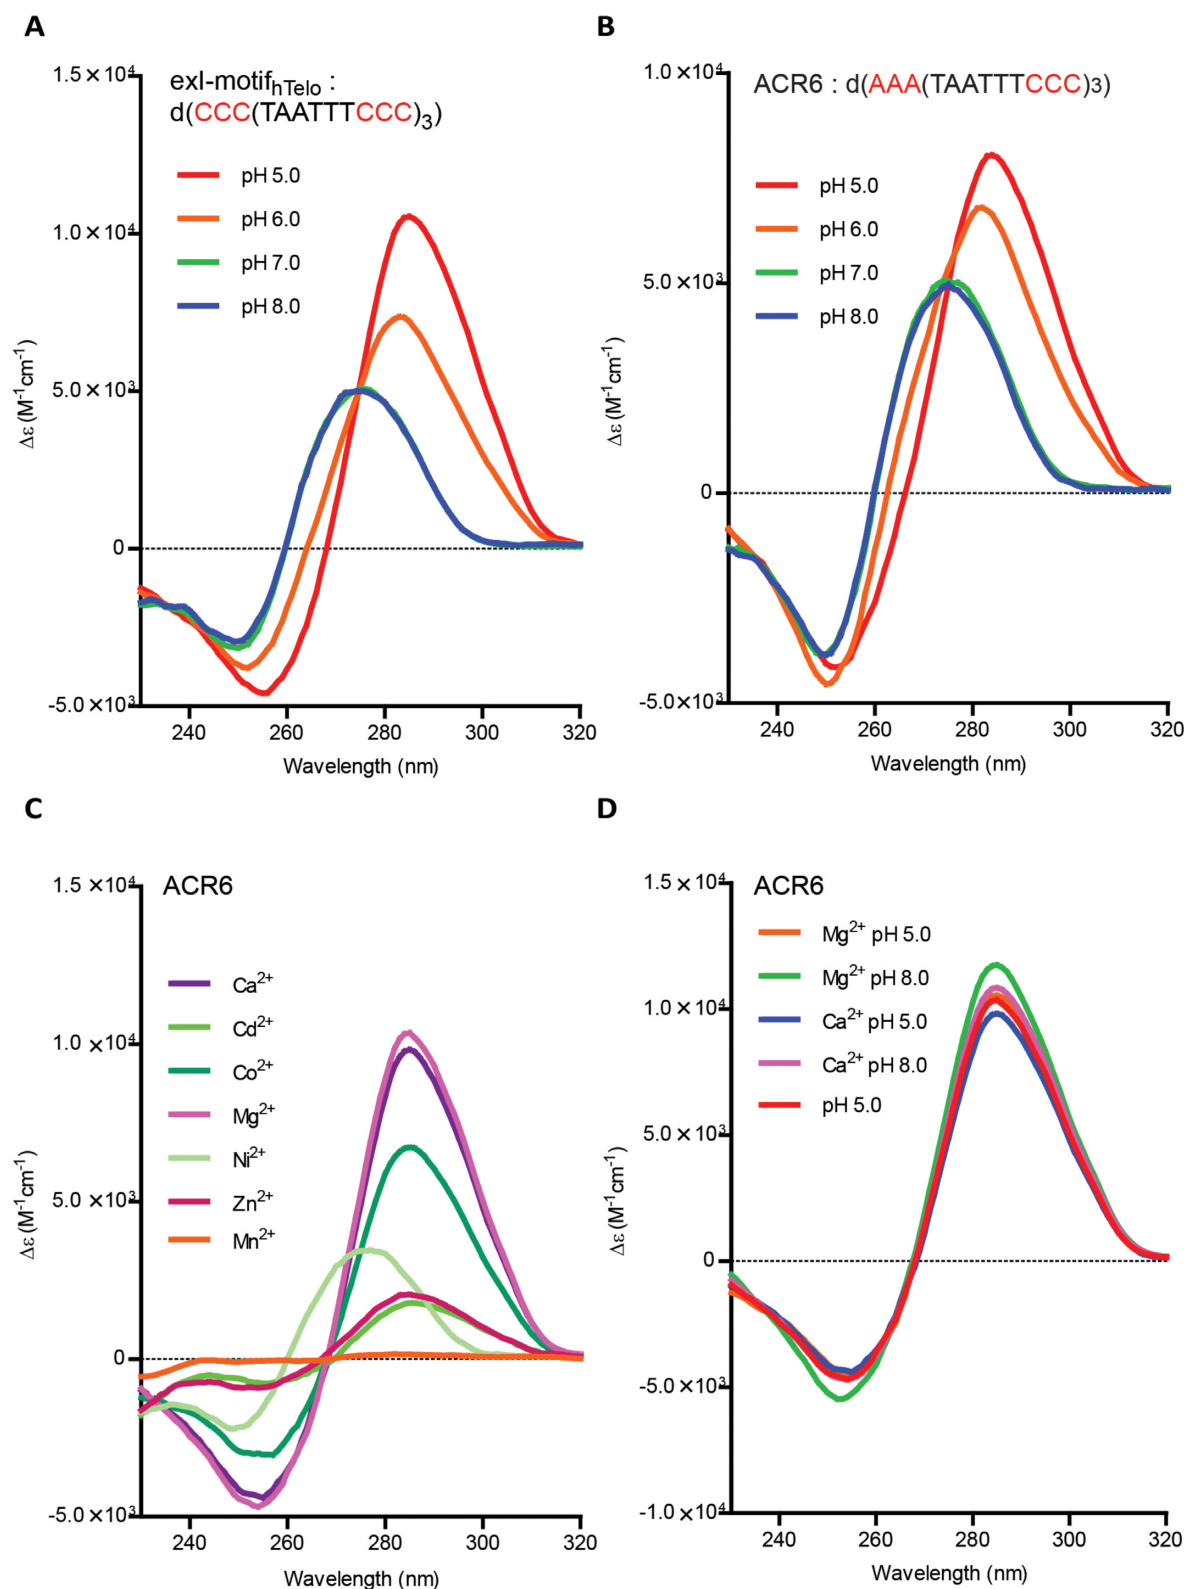 A
exI-motif hTelo :
d(CCC(TAATTTCCC)3)
pH 5.0
pH 6.0
pH 7.0
pH 8.0
1.5 × 10⁴
1.0 × 10⁴
5.0 × 10³
0
-5.0 × 10³
Δε (M⁻¹cm⁻¹)
240 260 280 300 320
Wavelength (nm)
B
ACR6 : d(AAA(TAATTTCCC)3)
pH 5.0
pH 6.0
pH 7.0
pH 8.0
1.0 × 10⁴
5.0 × 10³
0
-5.0 × 10³
Δε (M⁻¹cm⁻¹)
240 260 280 300 320
Wavelength (nm)
C
ACR6
Ca²⁺
Cd²⁺
Co²⁺
Mg²⁺
Ni²⁺
Zn²⁺
Mn²⁺
1.5 × 10⁴
1.0 × 10⁴
5.0 × 10³
0
-5.0 × 10³
Δε (M⁻¹cm⁻¹)
240 260 280 300 320
Wavelength (nm)
D
ACR6
Mg²⁺ pH 5.0
Mg²⁺ pH 8.0
Ca²⁺ pH 5.0
Ca²⁺ pH 8.0
pH 5.0
1.5 × 10⁴
1.0 × 10⁴
5.0 × 10³
0
-5.0 × 10³
-1.0 × 10⁴
Δε (M⁻¹cm⁻¹)
240 260 280 300 320
Wavelength (nm)